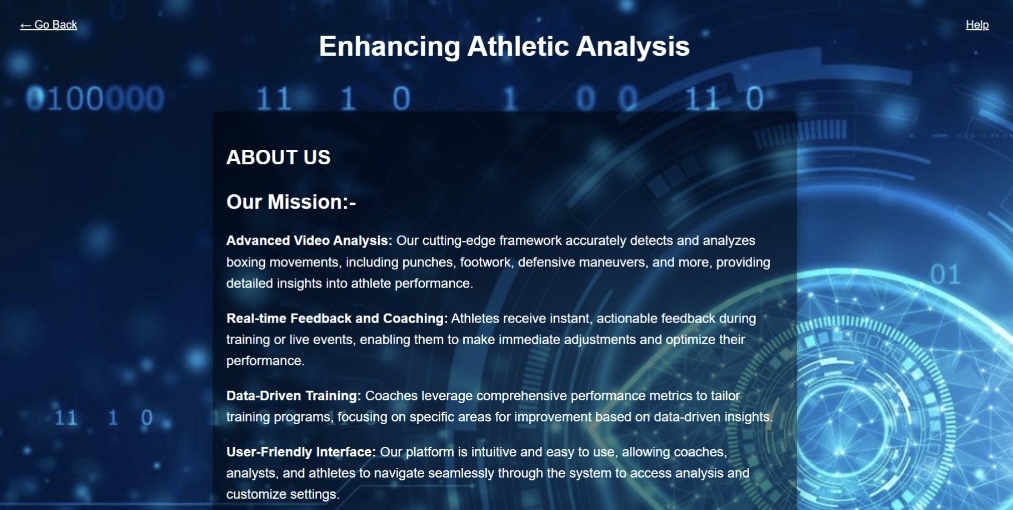 ← Go Back
Help
Enhancing Athletic Analysis
0100000 11 1 0 1 0 0 11 0
ABOUT US
Our Mission:-
Advanced Video Analysis: Our cutting-edge framework accurately detects and analyzes
boxing movements, including punches, footwork, defensive maneuvers, and more, providing
detailed insights into athlete performance.
01
Real-time Feedback and Coaching: Athletes receive instant, actionable feedback during
training or live events, enabling them to make immediate adjustments and optimize their
performance.
Data-Driven Training: Coaches leverage comprehensive performance metrics to tailor
training programs, focusing on specific areas for improvement based on data-driven insights.
11 1 0
User-Friendly Interface: Our platform is intuitive and easy to use, allowing coaches,
analysts, and athletes to navigate seamlessly through the system to access analysis and
customize settings.